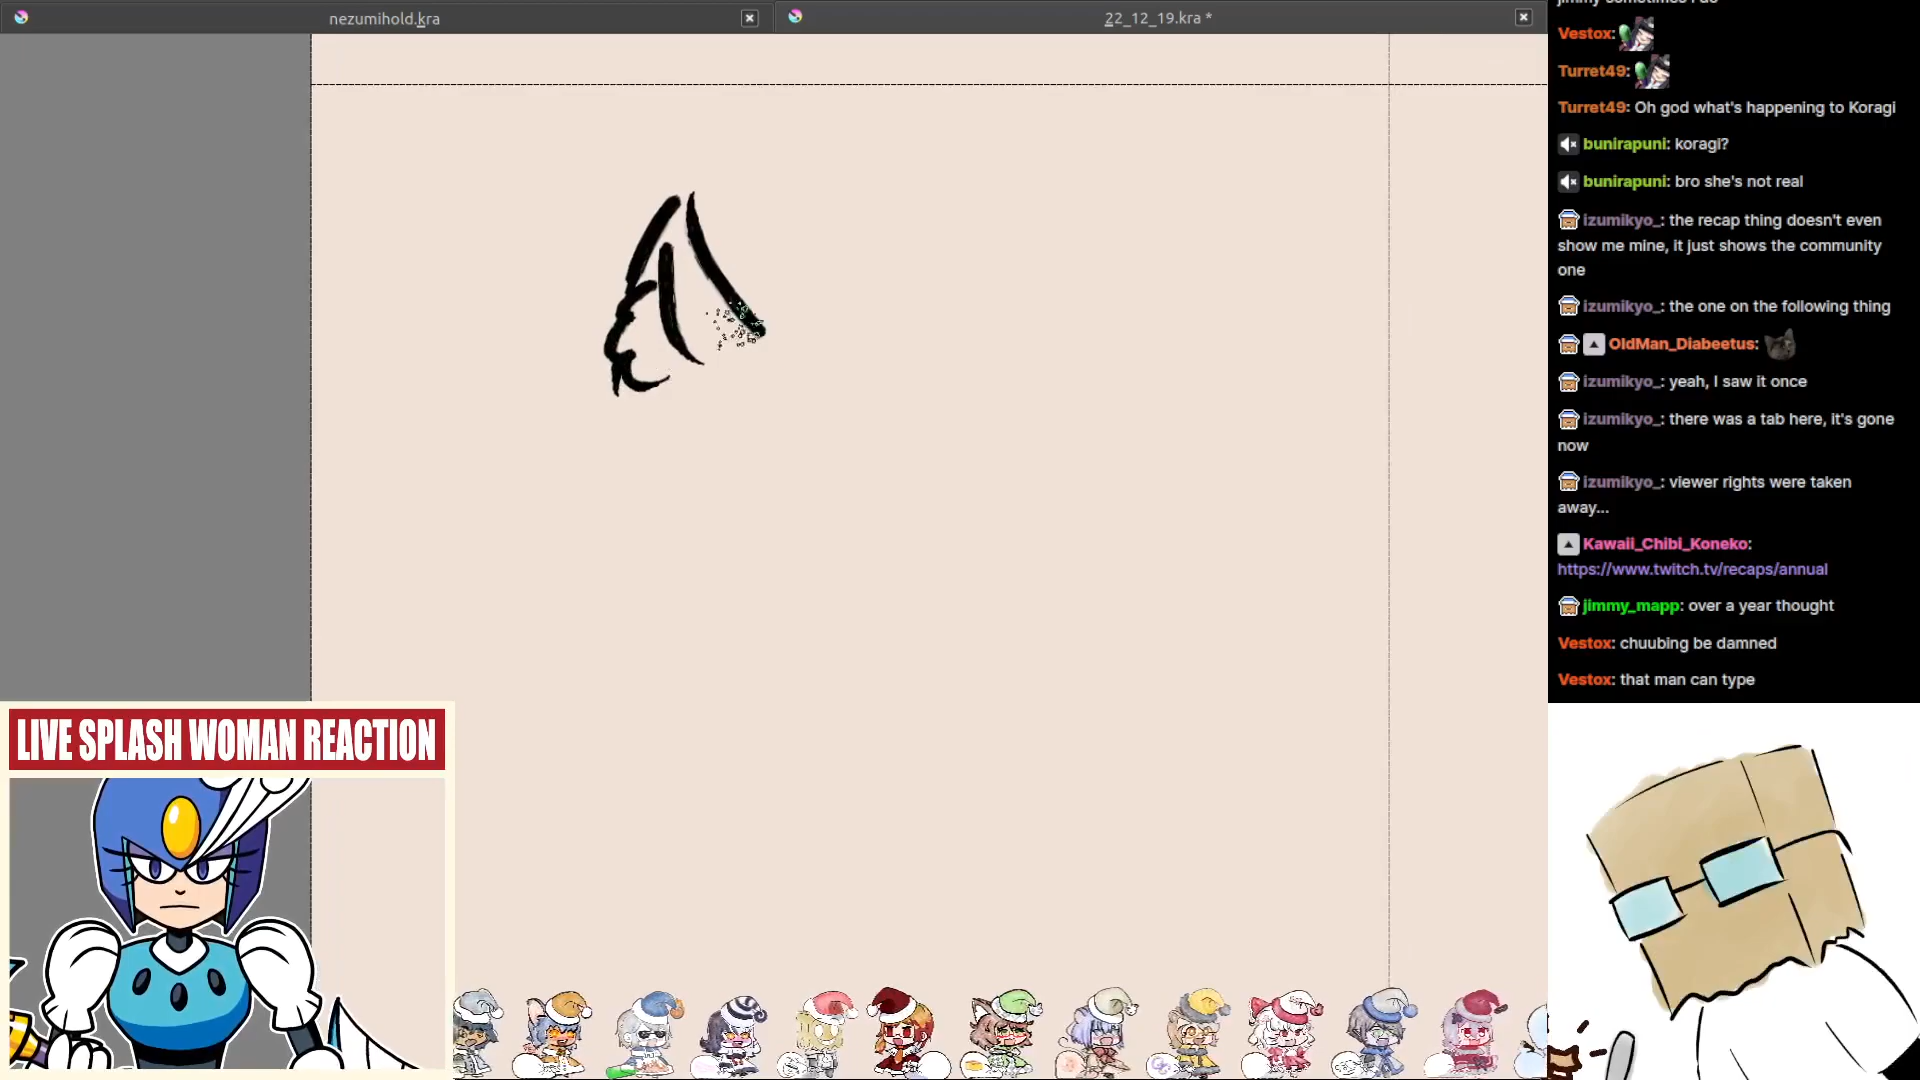 nezumihold.kra
22_12_19.kra *
Vestox:
Turret49:
Turret49: Oh god what's happening to Koragi
bunirapuni: koragi?
bunirapuni: bro she's not real
izumikyo_: the recap thing doesn't even
show me mine, it just shows the community
one
izumikyo_: the one on the following thing
OldMan_Diabeetus:
izumikyo_: yeah, I saw it once
izumikyo_: there was a tab here, it's gone
now
izumikyo_: viewer rights were taken
away...
Kawaii_Chibi_Koneko:
https://www.twitch.tv/recaps/annual
jimmy_mapp: over a year thought
Vestox: chuubing be damned
Vestox: that man can type
LIVE SPLASH WOMAN REACTION